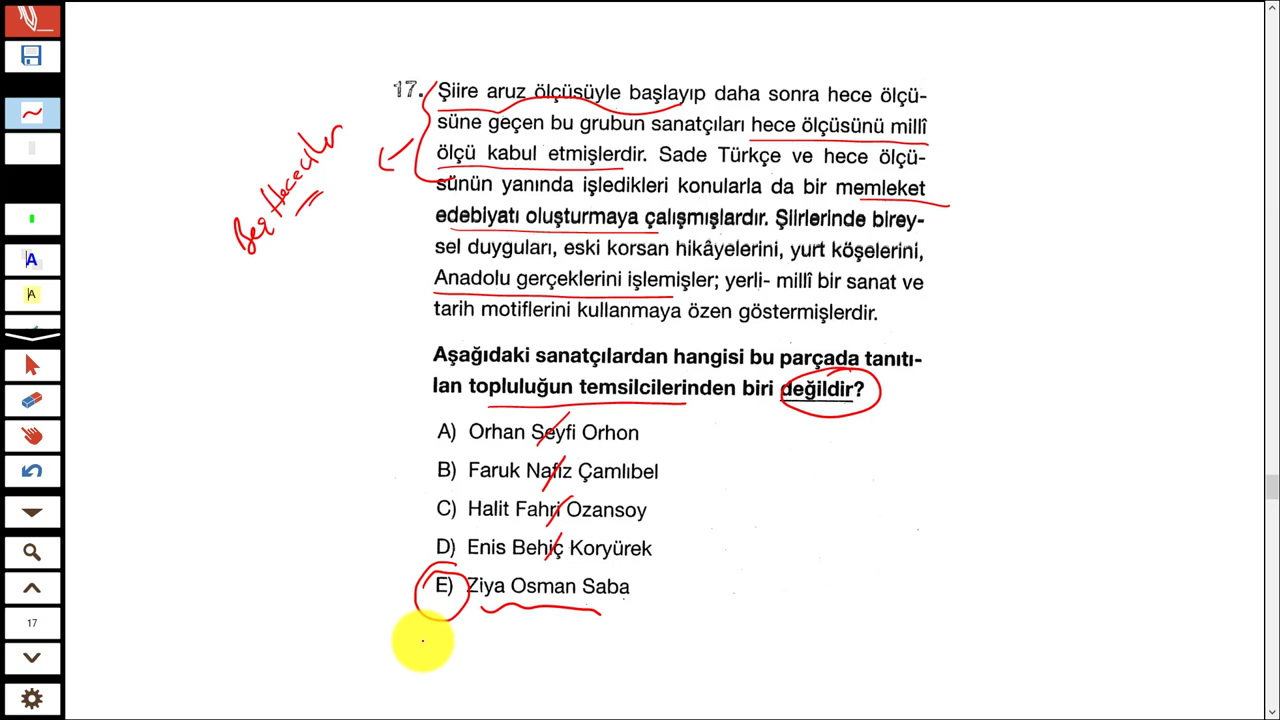 17. Şiire aruz ölçüsüyle başlayıp daha sonra hece ölçü-
süne geçen bu grubun sanatçıları hece ölçüsünü millî
ölçü kabul etmişlerdir. Sade Türkçe ve hece ölçü-
sünün yanında işledikleri konularla da bir memleket
edebiyatı oluşturmaya çalışmışlardır. Şiirlerinde birey-
sel duyguları, eski korsan hikâyelerini, yurt köşelerini,
Anadolu gerçeklerini işlemişler; yerli- millî bir sanat ve
tarih motiflerini kullanmaya özen göstermişlerdir.
Beş Hececiler
Aşağıdaki sanatçılardan hangisi bu parçada tanıtı-
lan topluluğun temsilcilerinden biri değildir?
A) Orhan Seyfi Orhon
B) Faruk Nafiz Çamlıbel
C) Halit Fahri Ozansoy
D) Enis Behiç Koryürek
E) Ziya Osman Saba
A
A
17